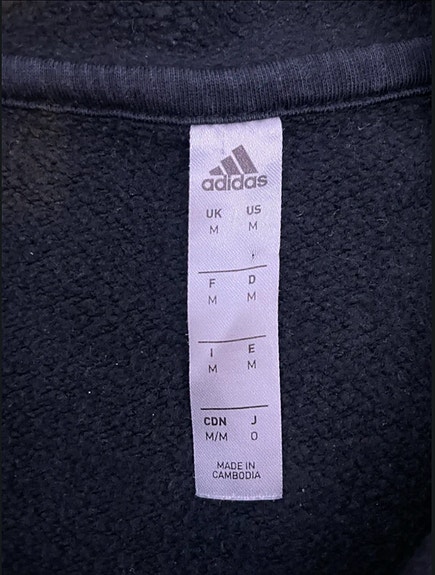 adidas
UK US
M M
F D
M M
I E
M M
CDN J
M/M O
MADE IN
CAMBODIA